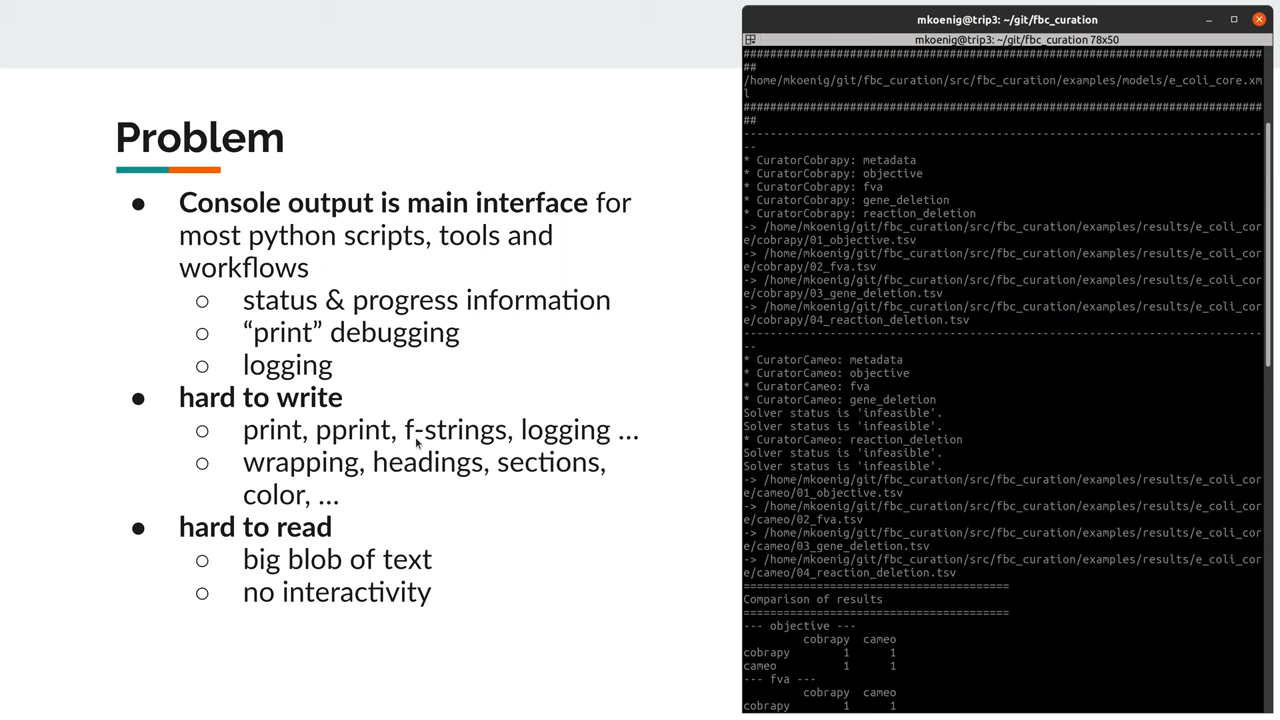 Problem
● Console output is main interface for
most python scripts, tools and
workflows
○ status & progress information
○ “print” debugging
○ logging
● hard to write
○ print, pprint, f-strings, logging ...
○ wrapping, headings, sections,
color, ...
● hard to read
○ big blob of text
○ no interactivity
mkoenig@trip3: ~/git/fbc_curation
mkoenig@trip3: ~/git/fbc_curation 78x50
##############################################################################
##
/home/mkoenig/git/fbc_curation/src/fbc_curation/examples/models/e_coli_core.xm
l
##############################################################################
##
------------------------------------------------------------------------------
--
* CuratorCobrapy: metadata
* CuratorCobrapy: objective
* CuratorCobrapy: fva
* CuratorCobrapy: gene_deletion
* CuratorCobrapy: reaction_deletion
-> /home/mkoenig/git/fbc_curation/src/fbc_curation/examples/results/e_coli_cor
e/cobrapy/01_objective.tsv
-> /home/mkoenig/git/fbc_curation/src/fbc_curation/examples/results/e_coli_cor
e/cobrapy/02_fva.tsv
-> /home/mkoenig/git/fbc_curation/src/fbc_curation/examples/results/e_coli_cor
e/cobrapy/03_gene_deletion.tsv
-> /home/mkoenig/git/fbc_curation/src/fbc_curation/examples/results/e_coli_cor
e/cobrapy/04_reaction_deletion.tsv
------------------------------------------------------------------------------
--
* CuratorCameo: metadata
* CuratorCameo: objective
* CuratorCameo: fva
* CuratorCameo: gene_deletion
Solver status is 'infeasible'.
Solver status is 'infeasible'.
* CuratorCameo: reaction_deletion
Solver status is 'infeasible'.
Solver status is 'infeasible'.
-> /home/mkoenig/git/fbc_curation/src/fbc_curation/examples/results/e_coli_cor
e/cameo/01_objective.tsv
-> /home/mkoenig/git/fbc_curation/src/fbc_curation/examples/results/e_coli_cor
e/cameo/02_fva.tsv
-> /home/mkoenig/git/fbc_curation/src/fbc_curation/examples/results/e_coli_cor
e/cameo/03_gene_deletion.tsv
-> /home/mkoenig/git/fbc_curation/src/fbc_curation/examples/results/e_coli_cor
e/cameo/04_reaction_deletion.tsv
========================================
Comparison of results
========================================
--- objective ---
cobrapy cameo
cobrapy 1 1
cameo 1 1
--- fva ---
cobrapy cameo
cobrapy 1 1